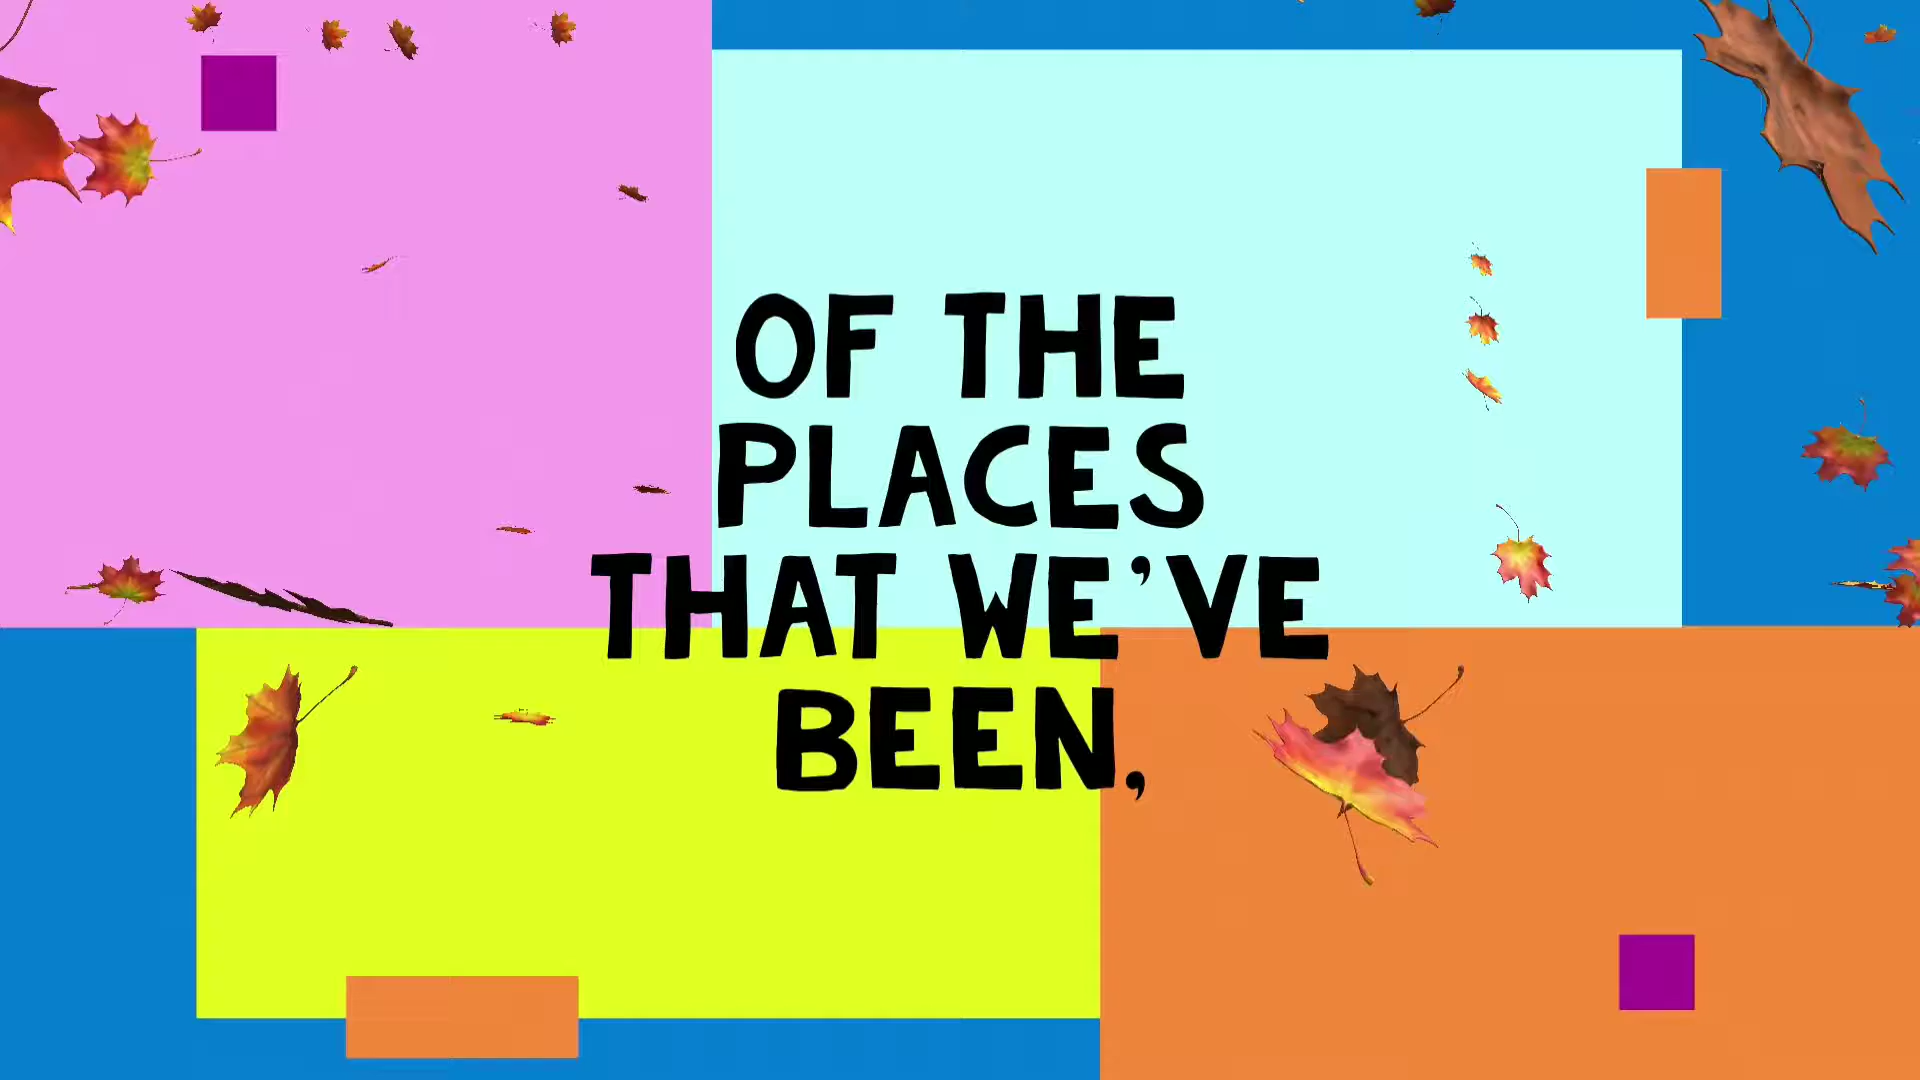 OF THE
PLACES
THAT WE'VE
BEEN,